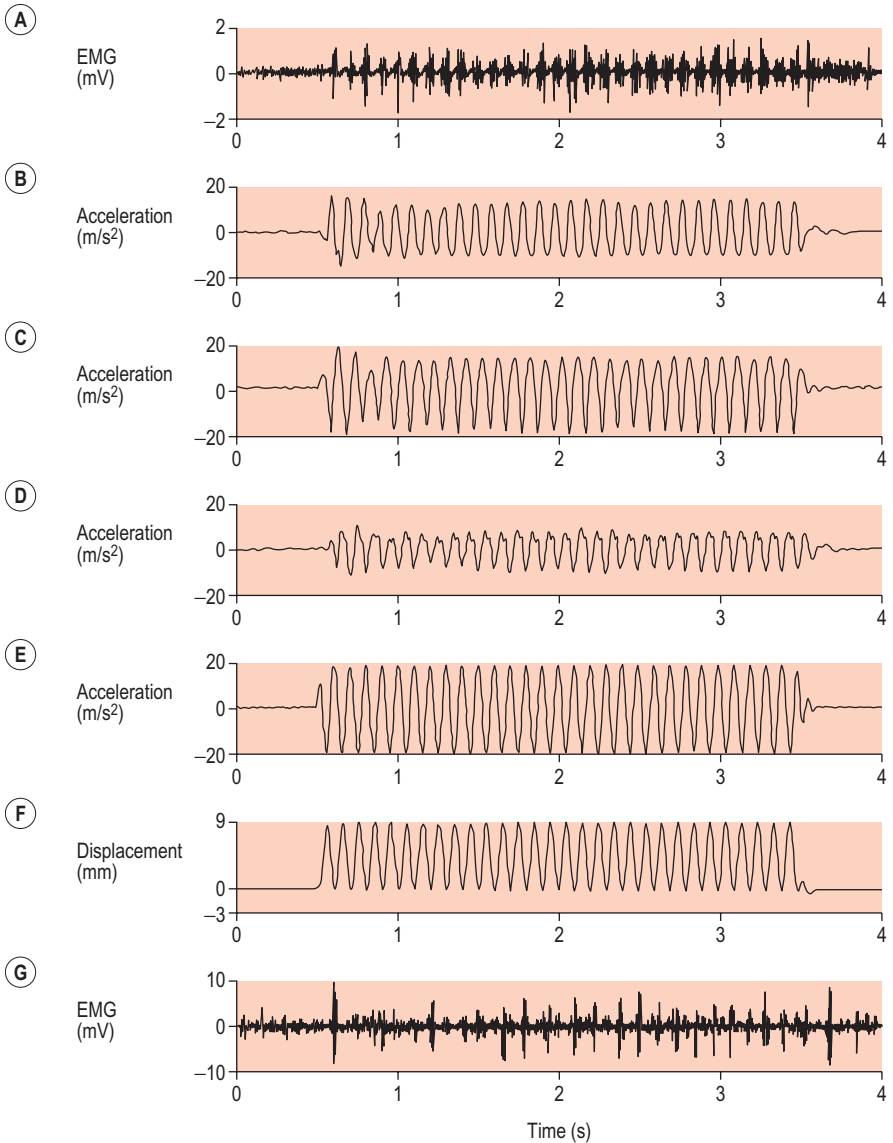 A
EMG
(mV)
2
0
–2
0 1 2 3 4
B
Acceleration
(m/s2)
20
0
–20
0 1 2 3 4
C
Acceleration
(m/s2)
20
0
–20
0 1 2 3 4
D
Acceleration
(m/s2)
20
0
–20
0 1 2 3 4
E
Acceleration
(m/s2)
20
0
–20
0 1 2 3 4
F
Displacement
(mm)
9
0
–3
0 1 2 3 4
G
EMG
(mV)
10
0
–10
0 1 2 3 4
Time (s)